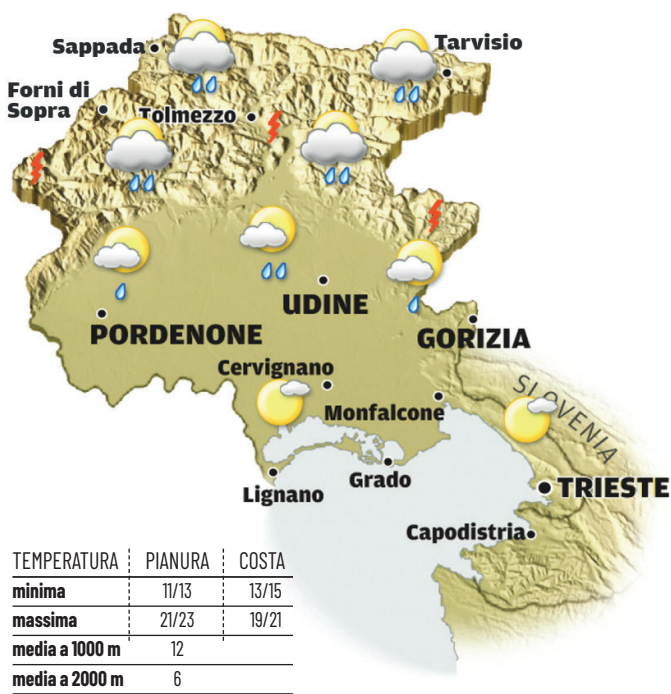 Sappada
Tarvisio
Forni di
Sopra
Tolmezzo
UDINE
PORDENONE
GORIZIA
Cervignano
SLOVENIA
Monfalcone
Grado
Lignano
TRIESTE
Capodistria
TEMPERATURA PIANURA COSTA
minima 11/13 13/15
massima 21/23 19/21
media a 1000 m 12
media a 2000 m 6